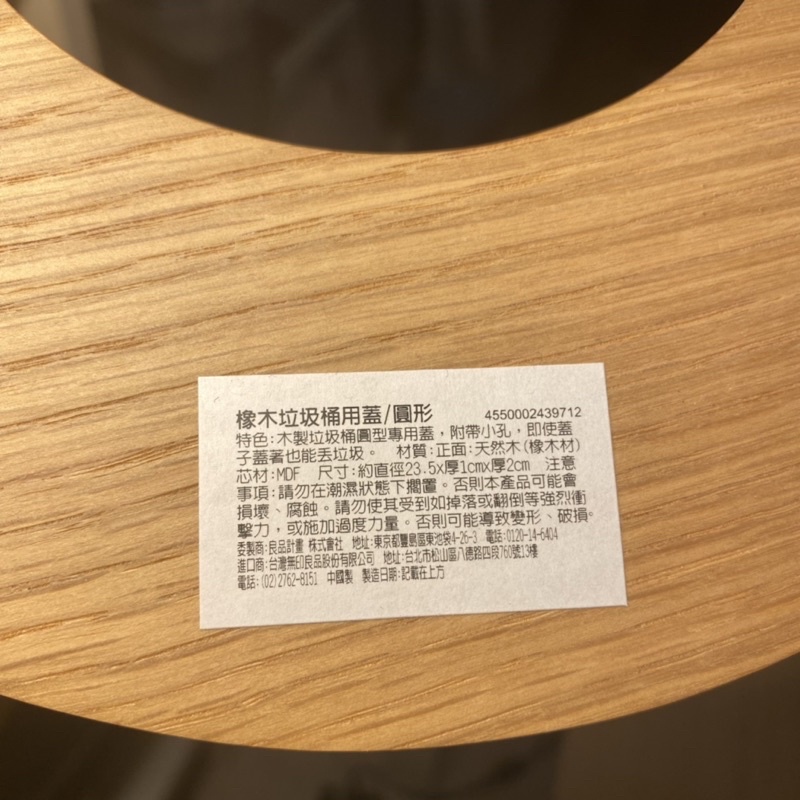 橡木垃圾桶用蓋/圓形 4550002439712
特色:木製垃圾桶圓型專用蓋,附帶小孔,即使蓋
子蓋著也能丟垃圾。 材質:正面:天然木(橡木材)
芯材:MDF 尺寸:約直徑23.5x厚1cmx厚2cm 注意
事項:請勿在潮濕狀態下擱置。否則本產品可能會
損壞、腐蝕。請勿使其受到如掉落或翻倒等強烈衝
擊力,或施加過度力量。否則可能導致變形、破損。
委製商:良品計畫 株式會社 地址:東京都豐島區東池袋4-26-3 電話:0120-14-6404
進口商:台灣無印良品股份有限公司 地址:台北市松山區八德路四段760號13樓
電話:(02)2762-8151 中國製 製造日期:記載在上方